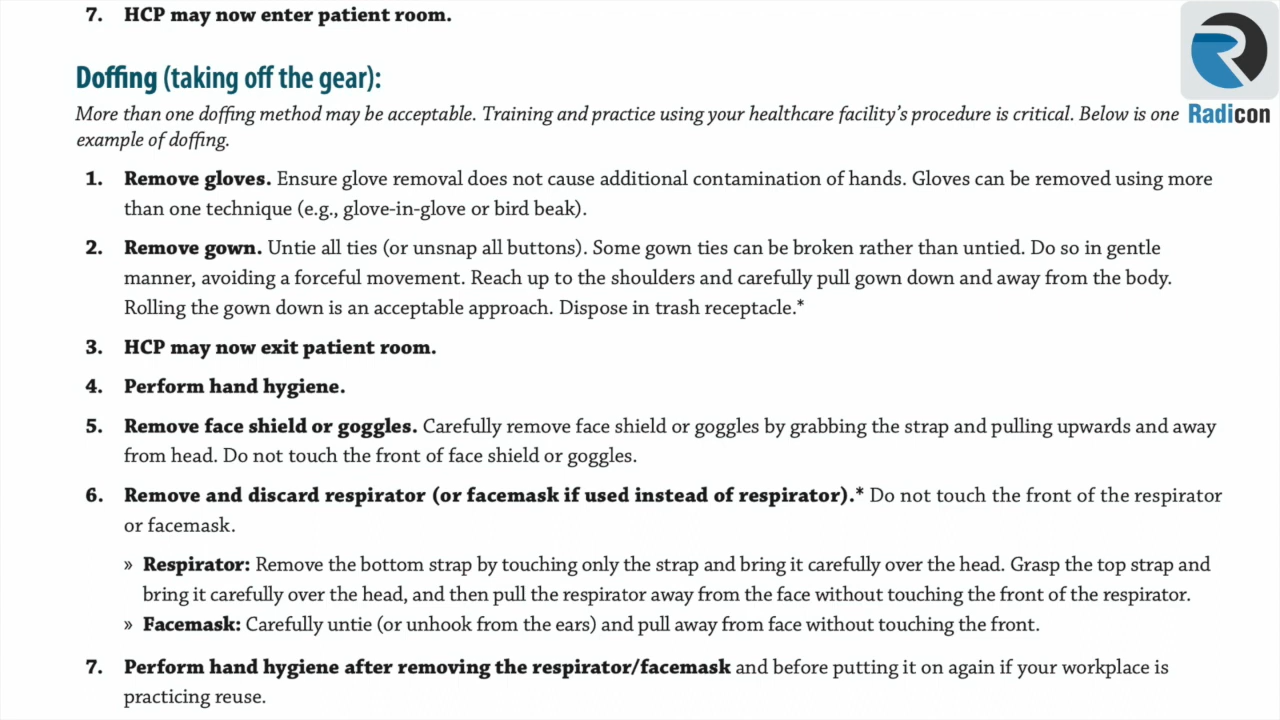 7. HCP may now enter patient room.
Radicon
Doffing (taking off the gear):
More than one doffing method may be acceptable. Training and practice using your healthcare facility's procedure is critical. Below is one
example of doffing.
1. Remove gloves. Ensure glove removal does not cause additional contamination of hands. Gloves can be removed using more
than one technique (e.g., glove-in-glove or bird beak).
2. Remove gown. Untie all ties (or unsnap all buttons). Some gown ties can be broken rather than untied. Do so in gentle
manner, avoiding a forceful movement. Reach up to the shoulders and carefully pull gown down and away from the body.
Rolling the gown down is an acceptable approach. Dispose in trash receptacle.*
3. HCP may now exit patient room.
4. Perform hand hygiene.
5. Remove face shield or goggles. Carefully remove face shield or goggles by grabbing the strap and pulling upwards and away
from head. Do not touch the front of face shield or goggles.
6. Remove and discard respirator (or facemask if used instead of respirator).* Do not touch the front of the respirator
or facemask.
» Respirator: Remove the bottom strap by touching only the strap and bring it carefully over the head. Grasp the top strap and
bring it carefully over the head, and then pull the respirator away from the face without touching the front of the respirator.
» Facemask: Carefully untie (or unhook from the ears) and pull away from face without touching the front.
7. Perform hand hygiene after removing the respirator/facemask and before putting it on again if your workplace is
practicing reuse.